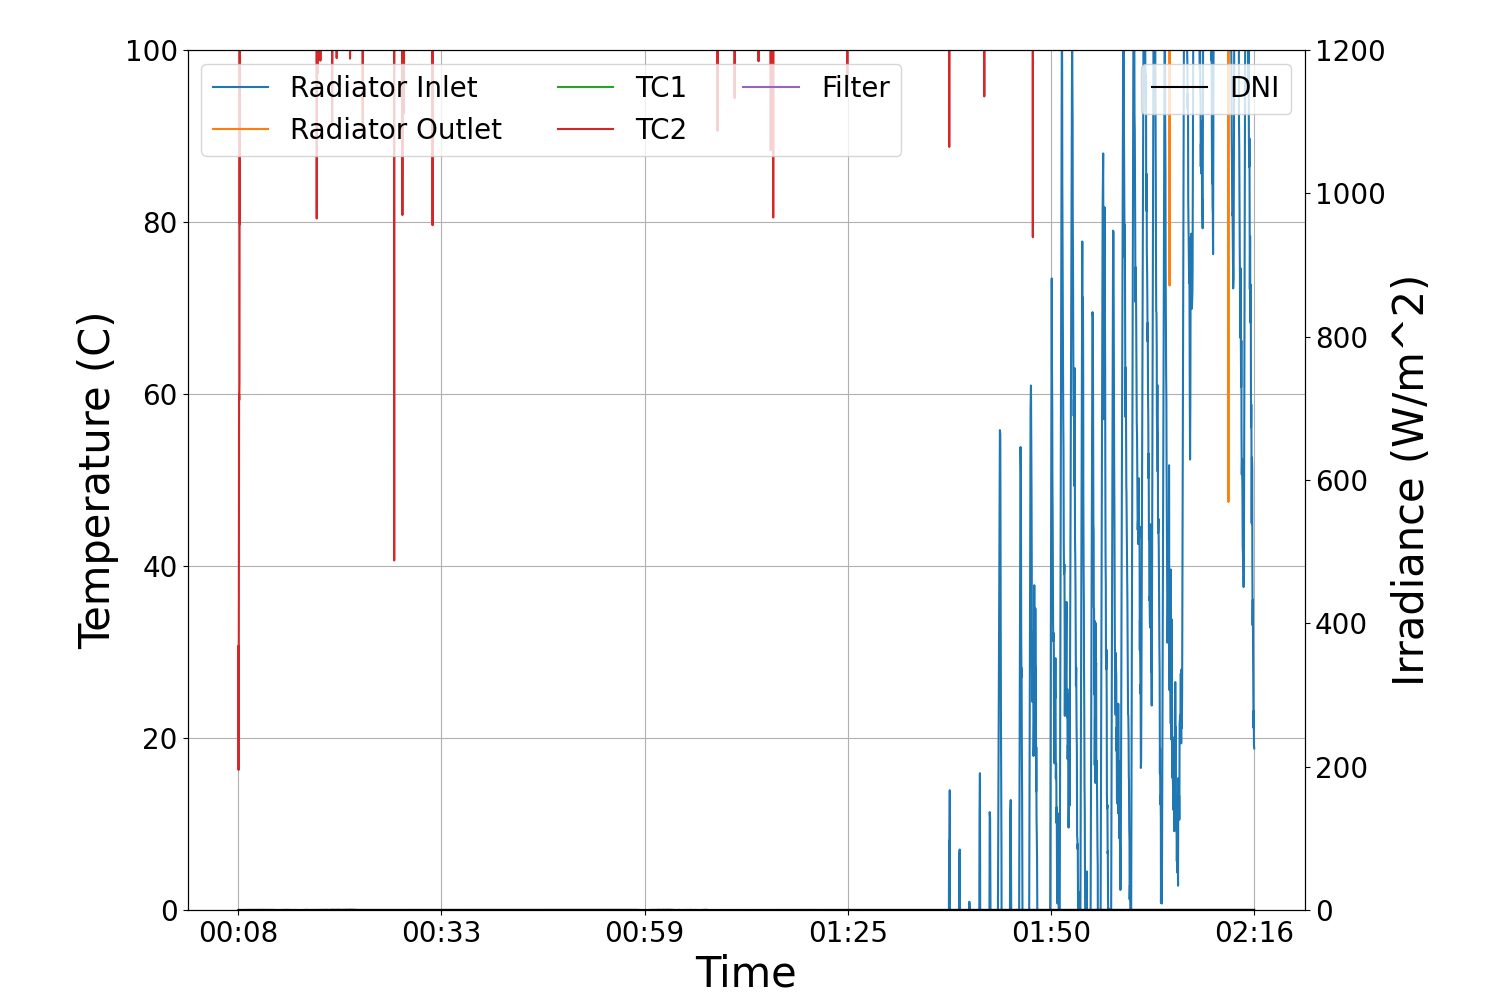 100
80
60
40
20
0
Temperature (C)
Radiator Inlet
Radiator Outlet
TC1
TC2
Filter
DNI
1200
1000
800
600
400
200
0
Irradiance (W/m^2)
00:08 00:33 00:59 01:25 01:50 02:16
Time